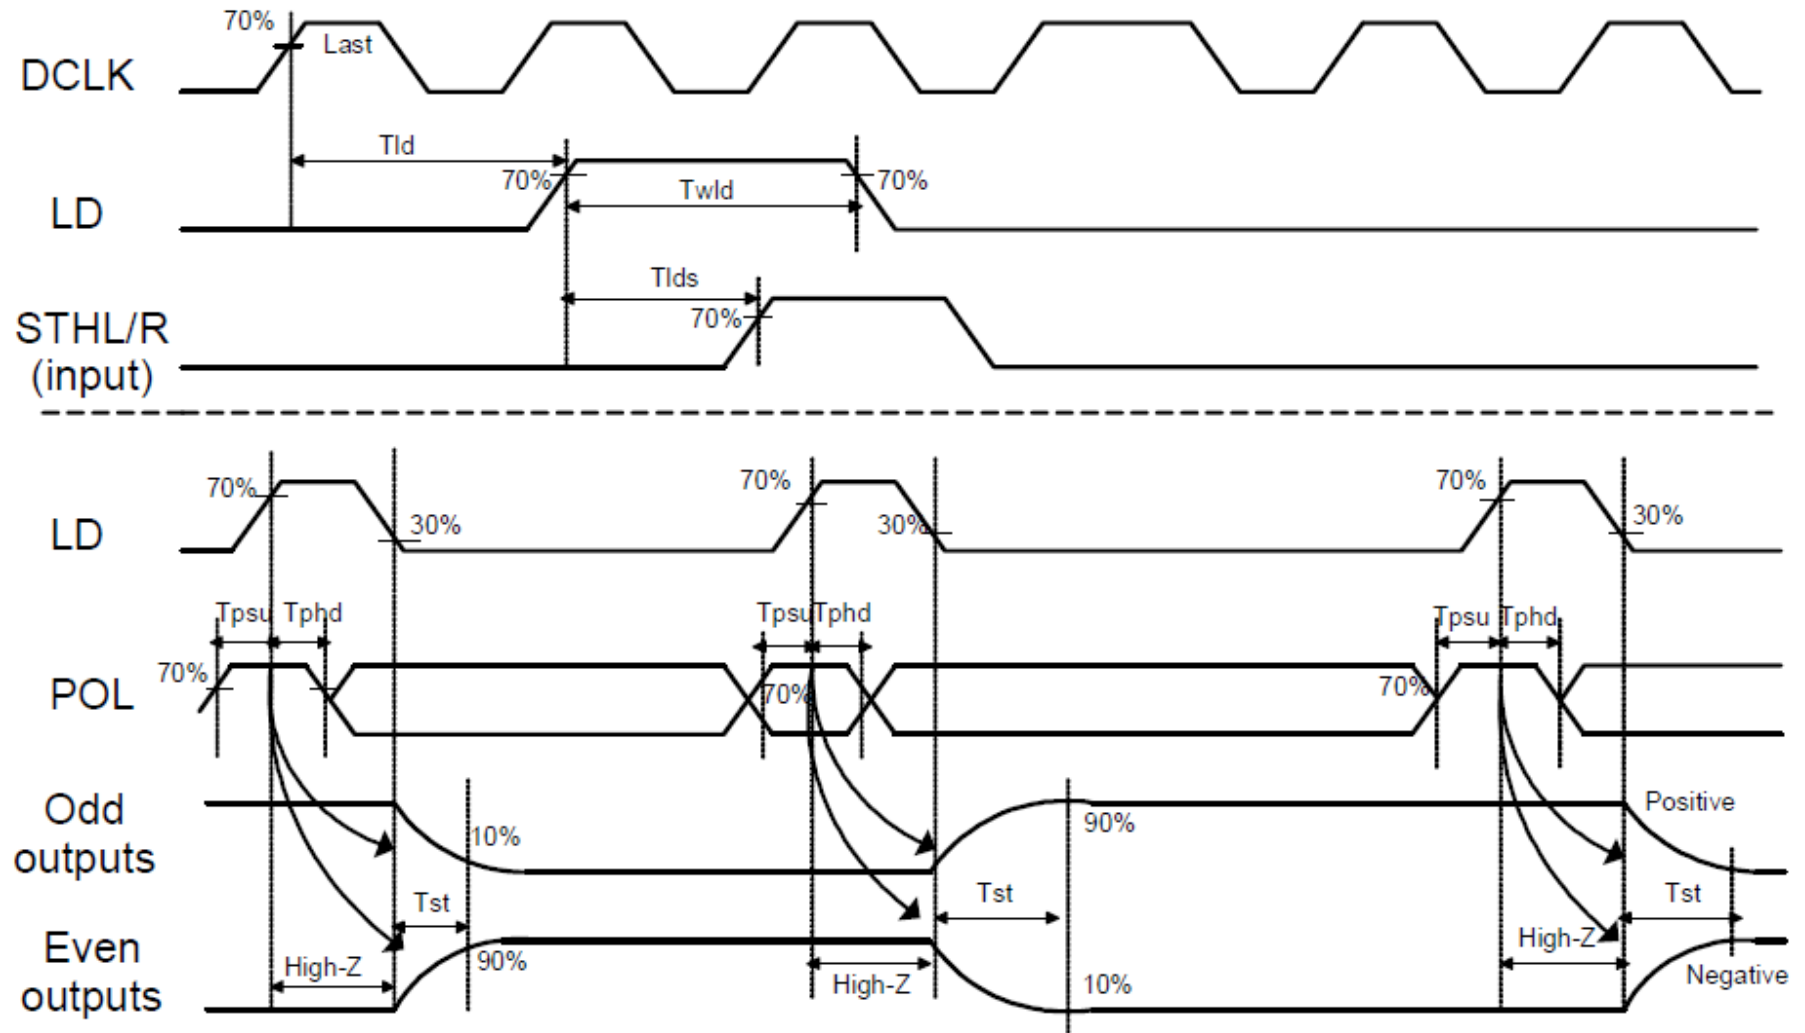 70%
Last
DCLK
Tld
70%
70%
Twld
LD
Tlds
70%
STHL/R
(input)
70%
70%
70%
30%
30%
30%
LD
Tpsu Tphd
Tpsu Tphd
Tpsu Tphd
70%
70%
70%
POL
Odd
outputs
10%
90%
Positive
Tst
Tst
Tst
Even
outputs
High-Z
90%
High-Z
10%
High-Z
Negative